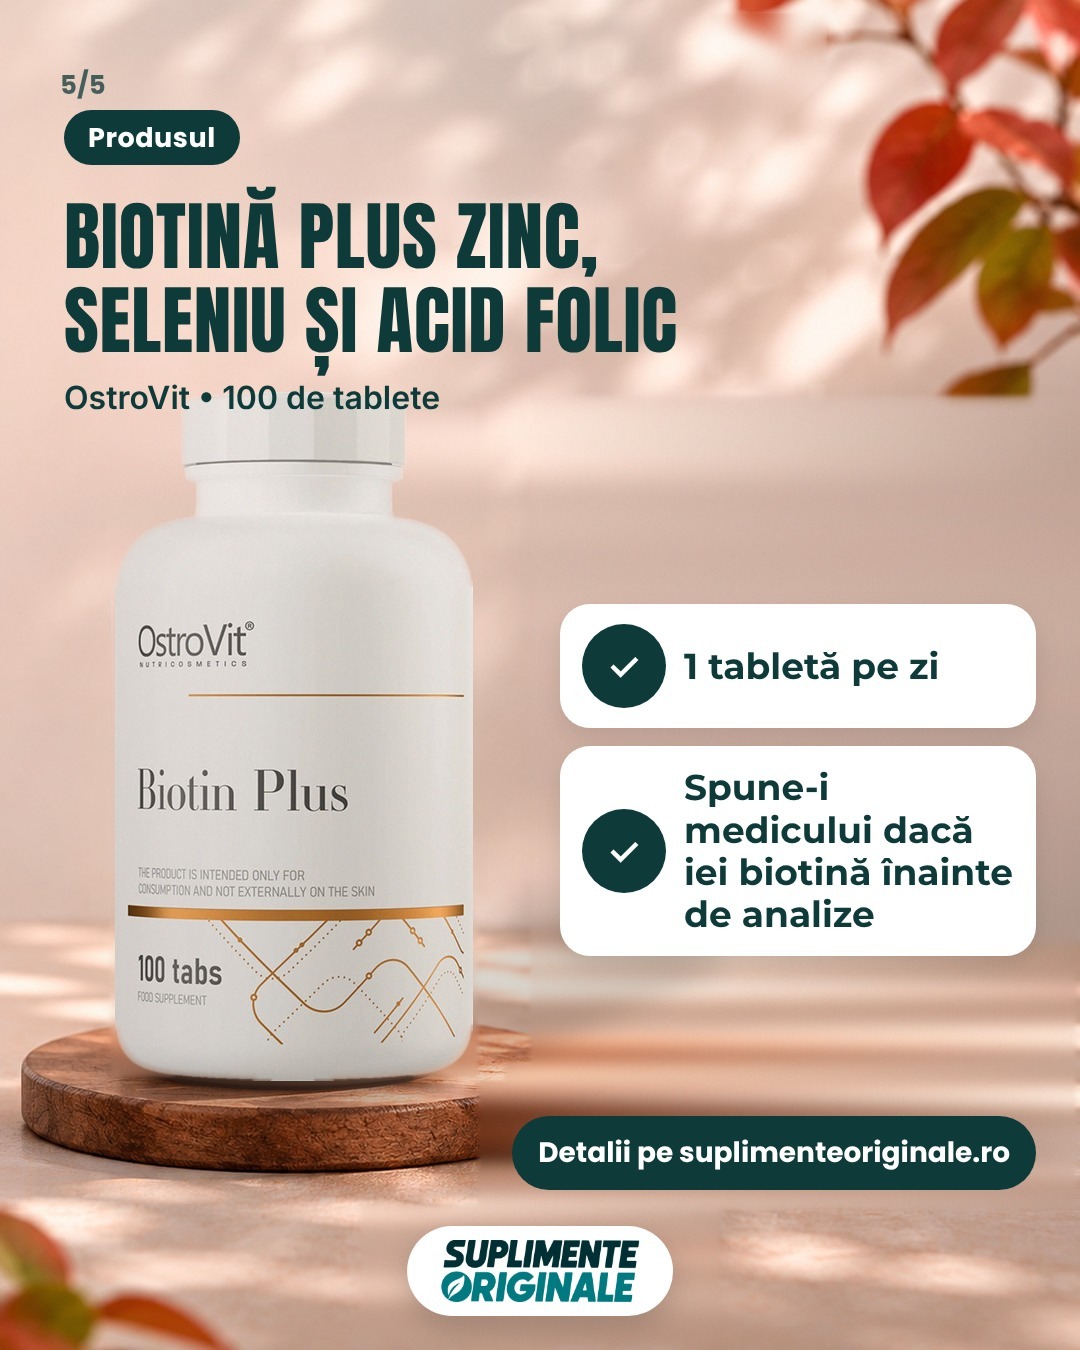 5/5
Produsul
BIOTINĂ PLUS ZINC,
SELENIU ȘI ACID FOLIC
OstroVit • 100 de tablete
OstroVit®
NUTRICOSMETICS
Biotin Plus
THE PRODUCT IS INTENDED ONLY FOR
CONSUMPTION AND NOT EXTERNALLY ON THE SKIN
100 tabs
FOOD SUPPLEMENT
1 tabletă pe zi
Spune-i
medicului dacă
iei biotină înainte
de analize
Detalii pe suplimenteoriginale.ro
SUPLIMENTE
ORIGINALE